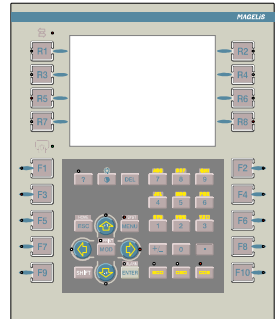 MAGELIS
R1 R2
R3 R4
R5 R6
R7 R8
F1 F2
F3 F4
F5 F6
F7 F8
F9 F10
? DEL 7 8 9
4 5 6
ESC MENU 1 2 3
MOD +/_ 0 .
SHIFT ENTER